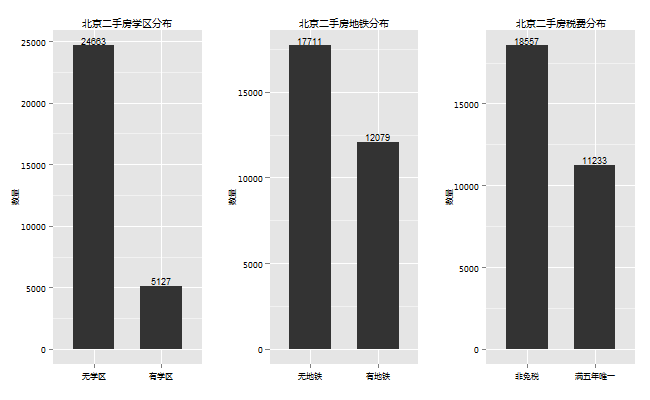 北京二手房学区分布
24663
25000
20000
15000
10000
5000
0
5127
数量
无学区 有学区
北京二手房地铁分布
17711
15000
12079
10000
5000
0
数量
无地铁 有地铁
北京二手房税费分布
18557
15000
11233
10000
5000
0
数量
非免税 满五年唯一